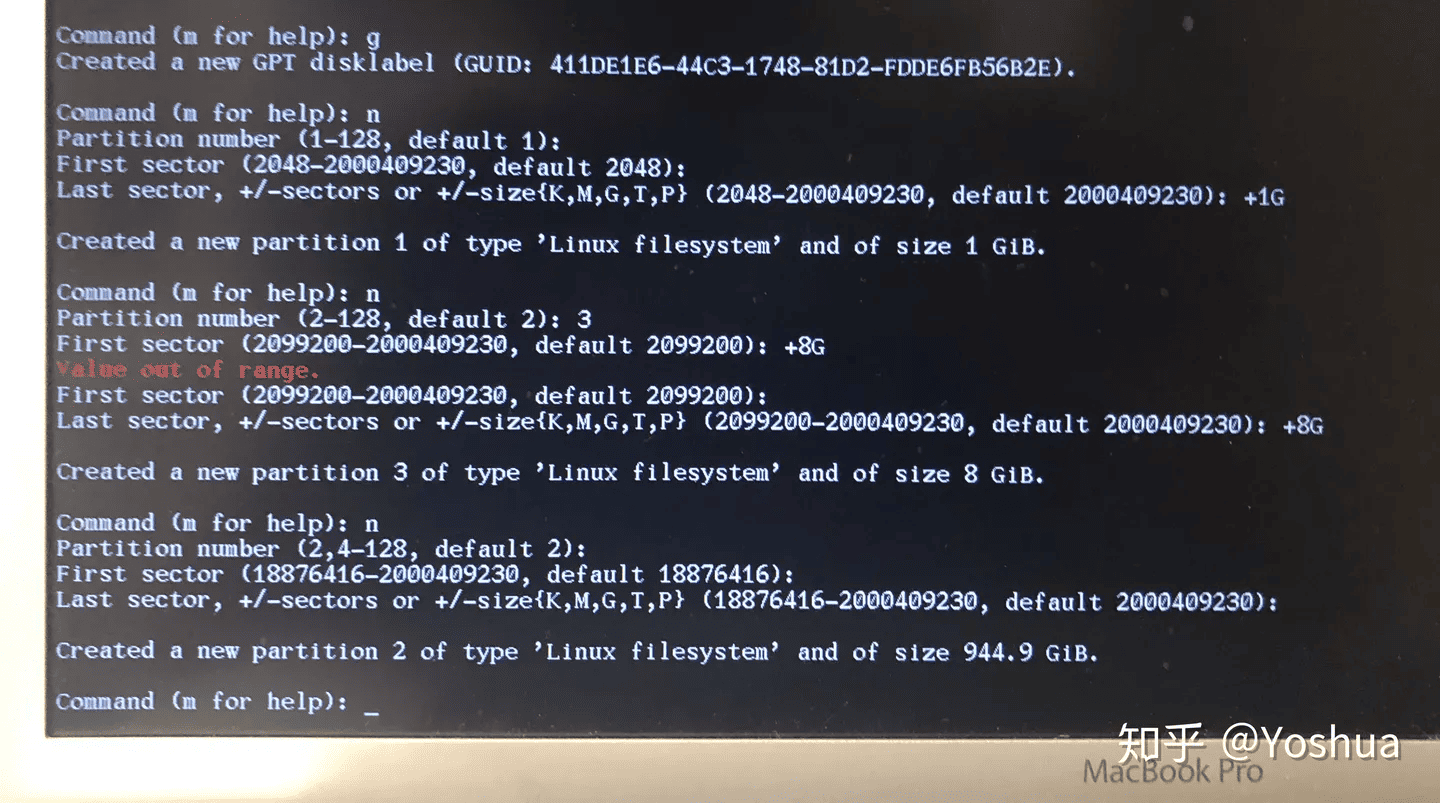 Command (m for help): g
Created a new GPT disklabel (GUID: 411DE1E6-44C3-1748-81D2-FDDE6FB56B2E).
Command (m for help): n
Partition number (1-128, default 1):
First sector (2048-2000409230, default 2048):
Last sector, +/-sectors or +/-size{K,M,G,T,P} (2048-2000409230, default 2000409230): +1G
Created a new partition 1 of type 'Linux filesystem' and of size 1 GiB.
Command (m for help): n
Partition number (2-128, default 2): 3
First sector (2099200-2000409230, default 2099200): +8G
Value out of range.
First sector (2099200-2000409230, default 2099200):
Last sector, +/-sectors or +/-size{K,M,G,T,P} (2099200-2000409230, default 2000409230): +8G
Created a new partition 3 of type 'Linux filesystem' and of size 8 GiB.
Command (m for help): n
Partition number (2,4-128, default 2):
First sector (18876416-2000409230, default 18876416):
Last sector, +/-sectors or +/-size{K,M,G,T,P} (18876416-2000409230, default 2000409230):
Created a new partition 2 of type 'Linux filesystem' and of size 944.9 GiB.
Command (m for help): _
知乎 @Yoshua
MacBook Pro